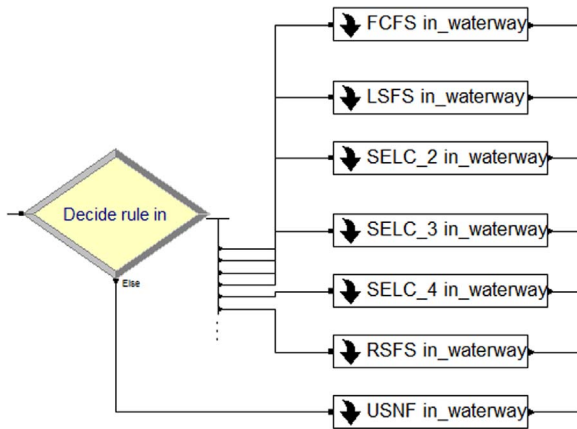 FCFS in_waterway
LSFS in_waterway
SELC_2 in_waterway
Decide rule in
SELC_3 in_waterway
Else
SELC_4 in_waterway
RSFS in_waterway
USNF in_waterway